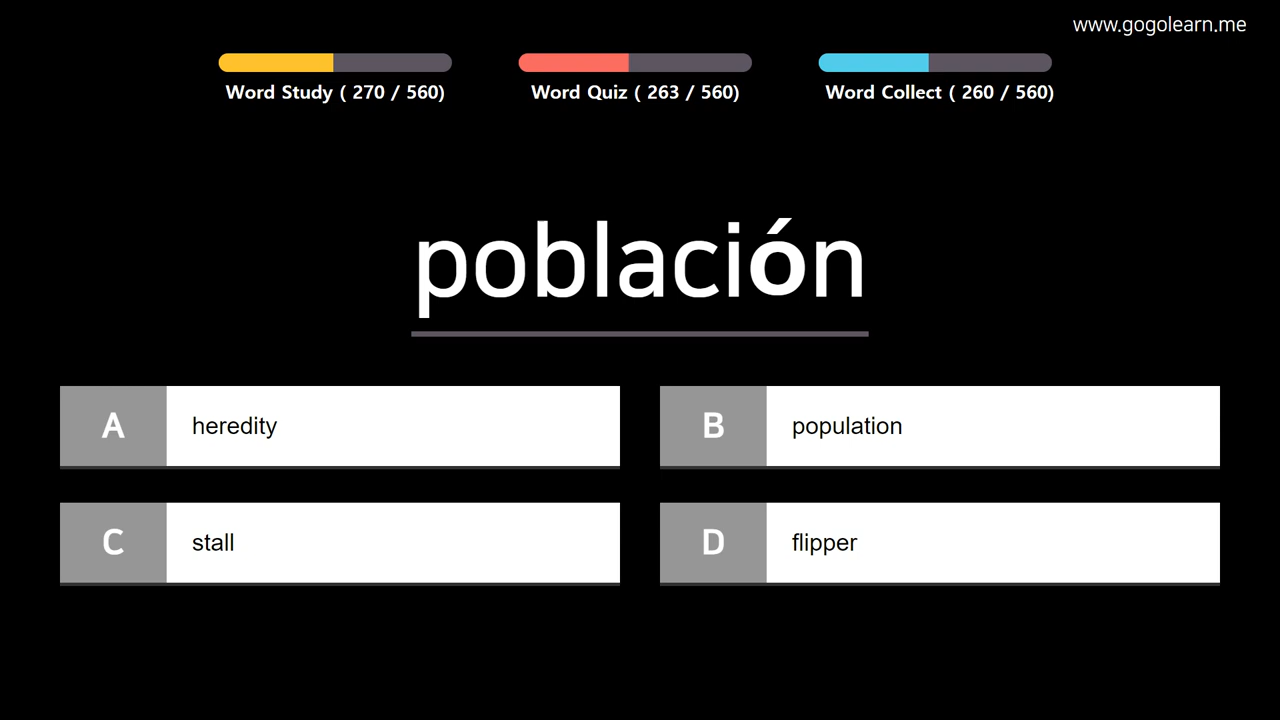 www.gogolearn.me
Word Study ( 270 / 560)
Word Quiz ( 263 / 560)
Word Collect ( 260 / 560)
población
A heredity
B population
C stall
D flipper